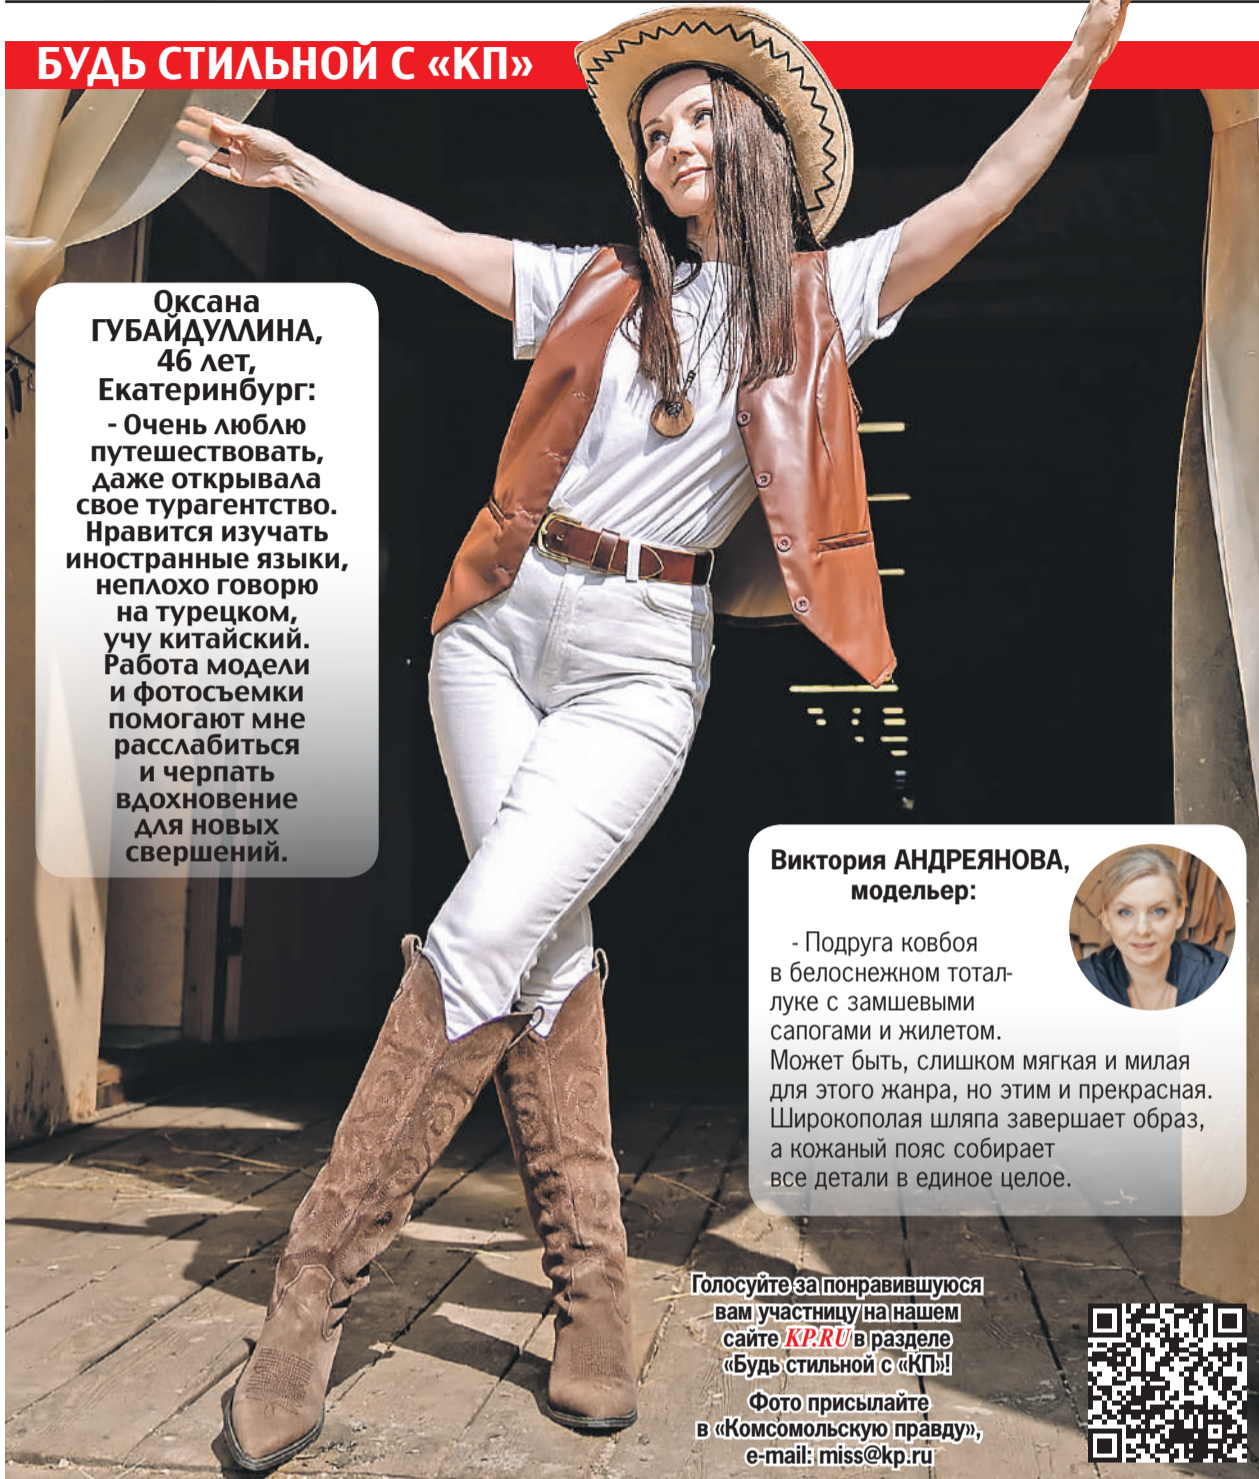 БУДЬ СТИЛЬНОЙ С «КП»
Оксана
ГУБАЙДУЛЛИНА,
46 лет,
Екатеринбург:
- Очень люблю
путешествовать,
даже открывала
свое турагентство.
Нравится изучать
иностранные языки,
неплохо говорю
на турецком,
учу китайский.
Работа модели
и фотосъемки
помогают мне
расслабиться
и черпать
вдохновение
для новых
свершений.
Виктория АНДРЕЯНОВА,
модельер:
- Подруга ковбоя
в белоснежном тотал-
луке с замшевыми
сапогами и жилетом.
Может быть, слишком мягкая и милая
для этого жанра, но этим и прекрасная.
Широкополая шляпа завершает образ,
а кожаный пояс собирает
все детали в единое целое.
Голосуйте за понравившуюся
вам участницу на нашем
сайте KP.RU в разделе
«Будь стильной с «КП»!
Фото присылайте
в «Комсомольскую правду»,
e-mail: miss@kp.ru